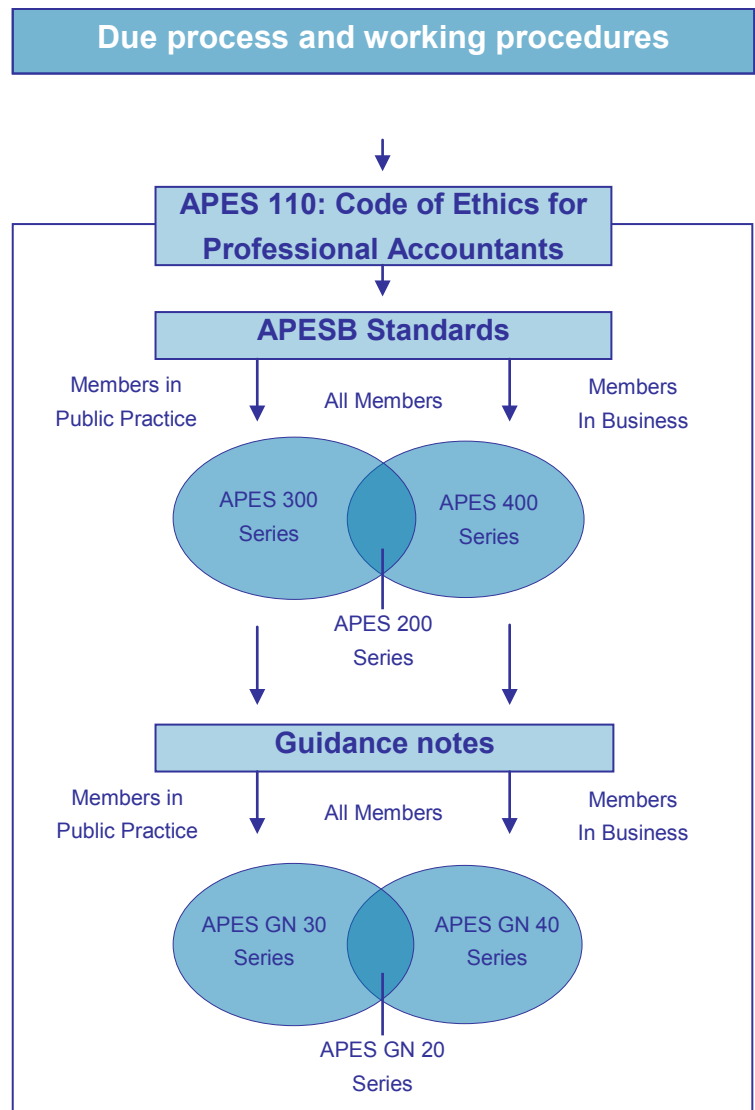 Due process and working procedures
APES 110: Code of Ethics for
Professional Accountants
APESB Standards
Members in
Public Practice
All Members
Members
In Business
APES 300
Series
APES 400
Series
APES 200
Series
Guidance notes
Members in
Public Practice
All Members
Members
In Business
APES GN 30
Series
APES GN 40
Series
APES GN 20
Series